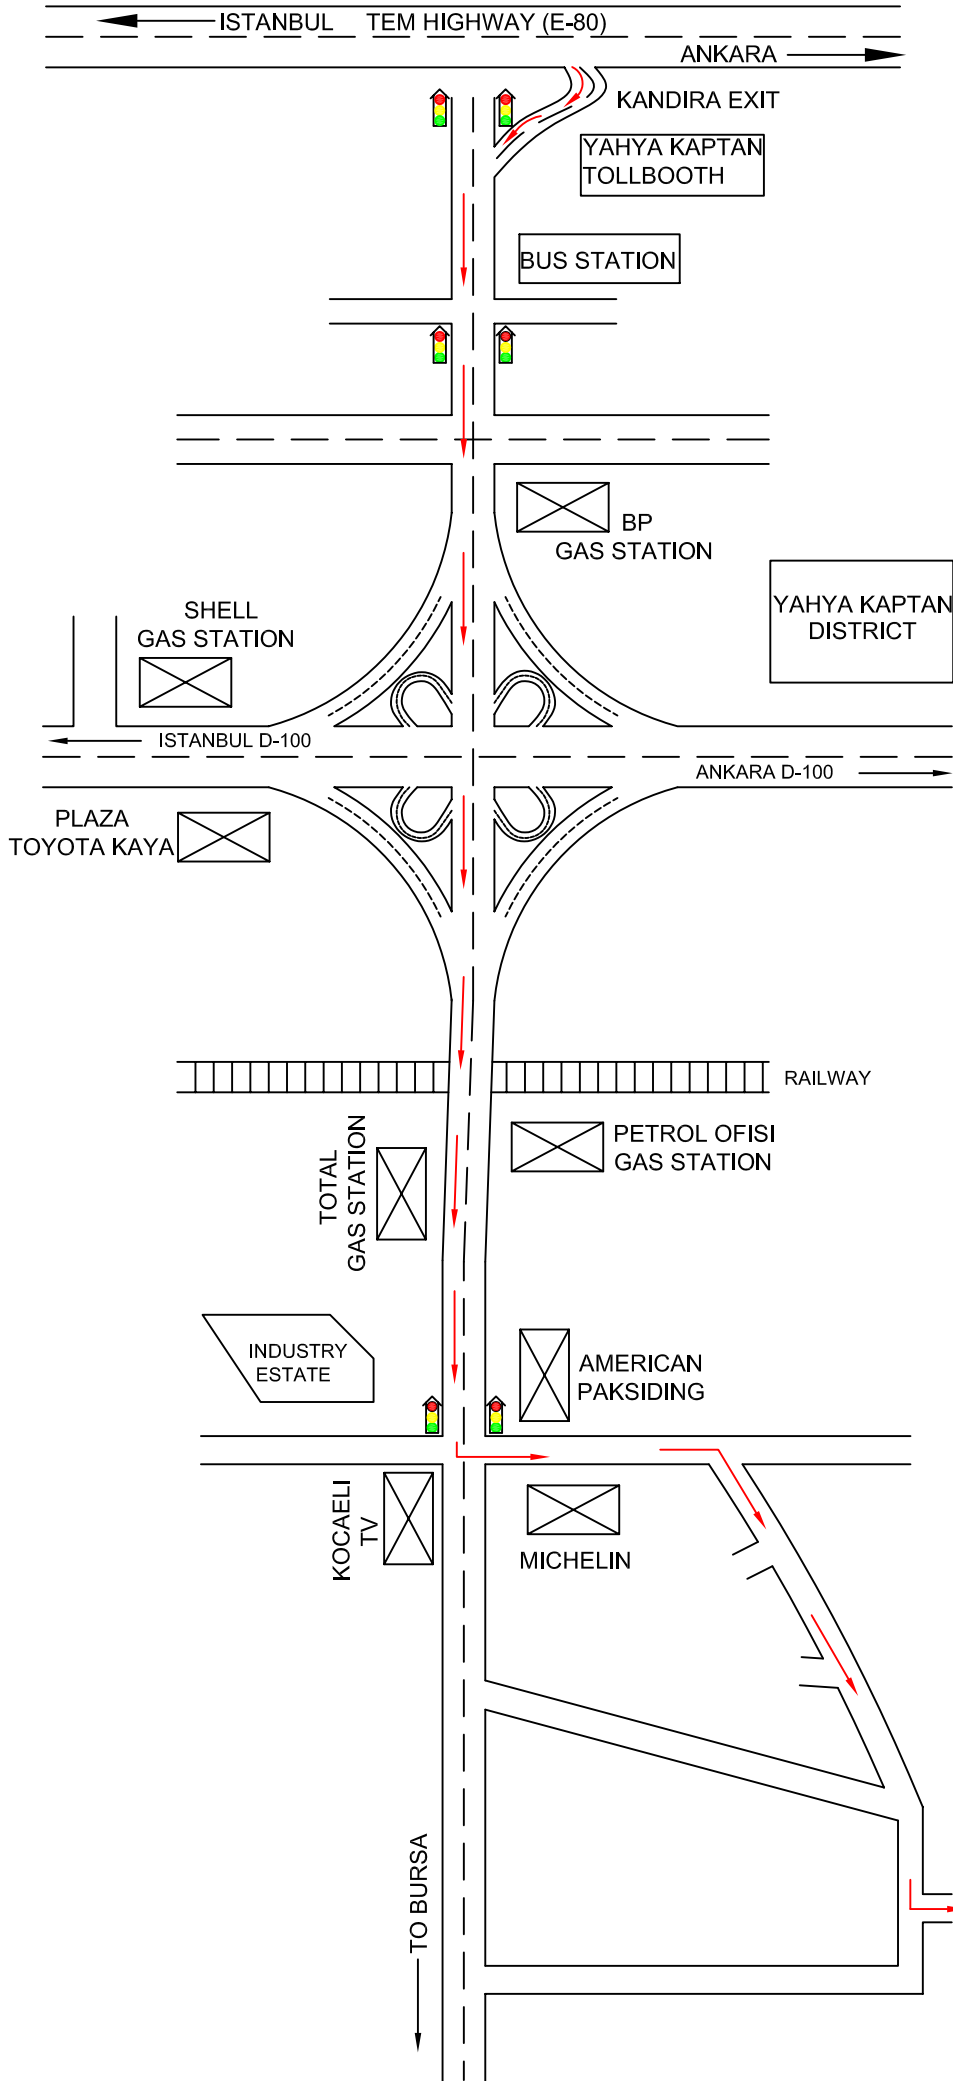 ISTANBUL TEM HIGHWAY (E-80)
ANKARA
KANDIRA EXIT
YAHYA KAPTAN
TOLLBOOTH
BUS STATION
BP
GAS STATION
YAHYA KAPTAN
DISTRICT
SHELL
GAS STATION
ISTANBUL D-100
ANKARA D-100
PLAZA
TOYOTA KAYA
RAILWAY
PETROL OFISI
GAS STATION
TOTAL
GAS STATION
INDUSTRY
ESTATE
AMERICAN
PAKSIDING
KOCAELI
TV
MICHELIN
TO BURSA